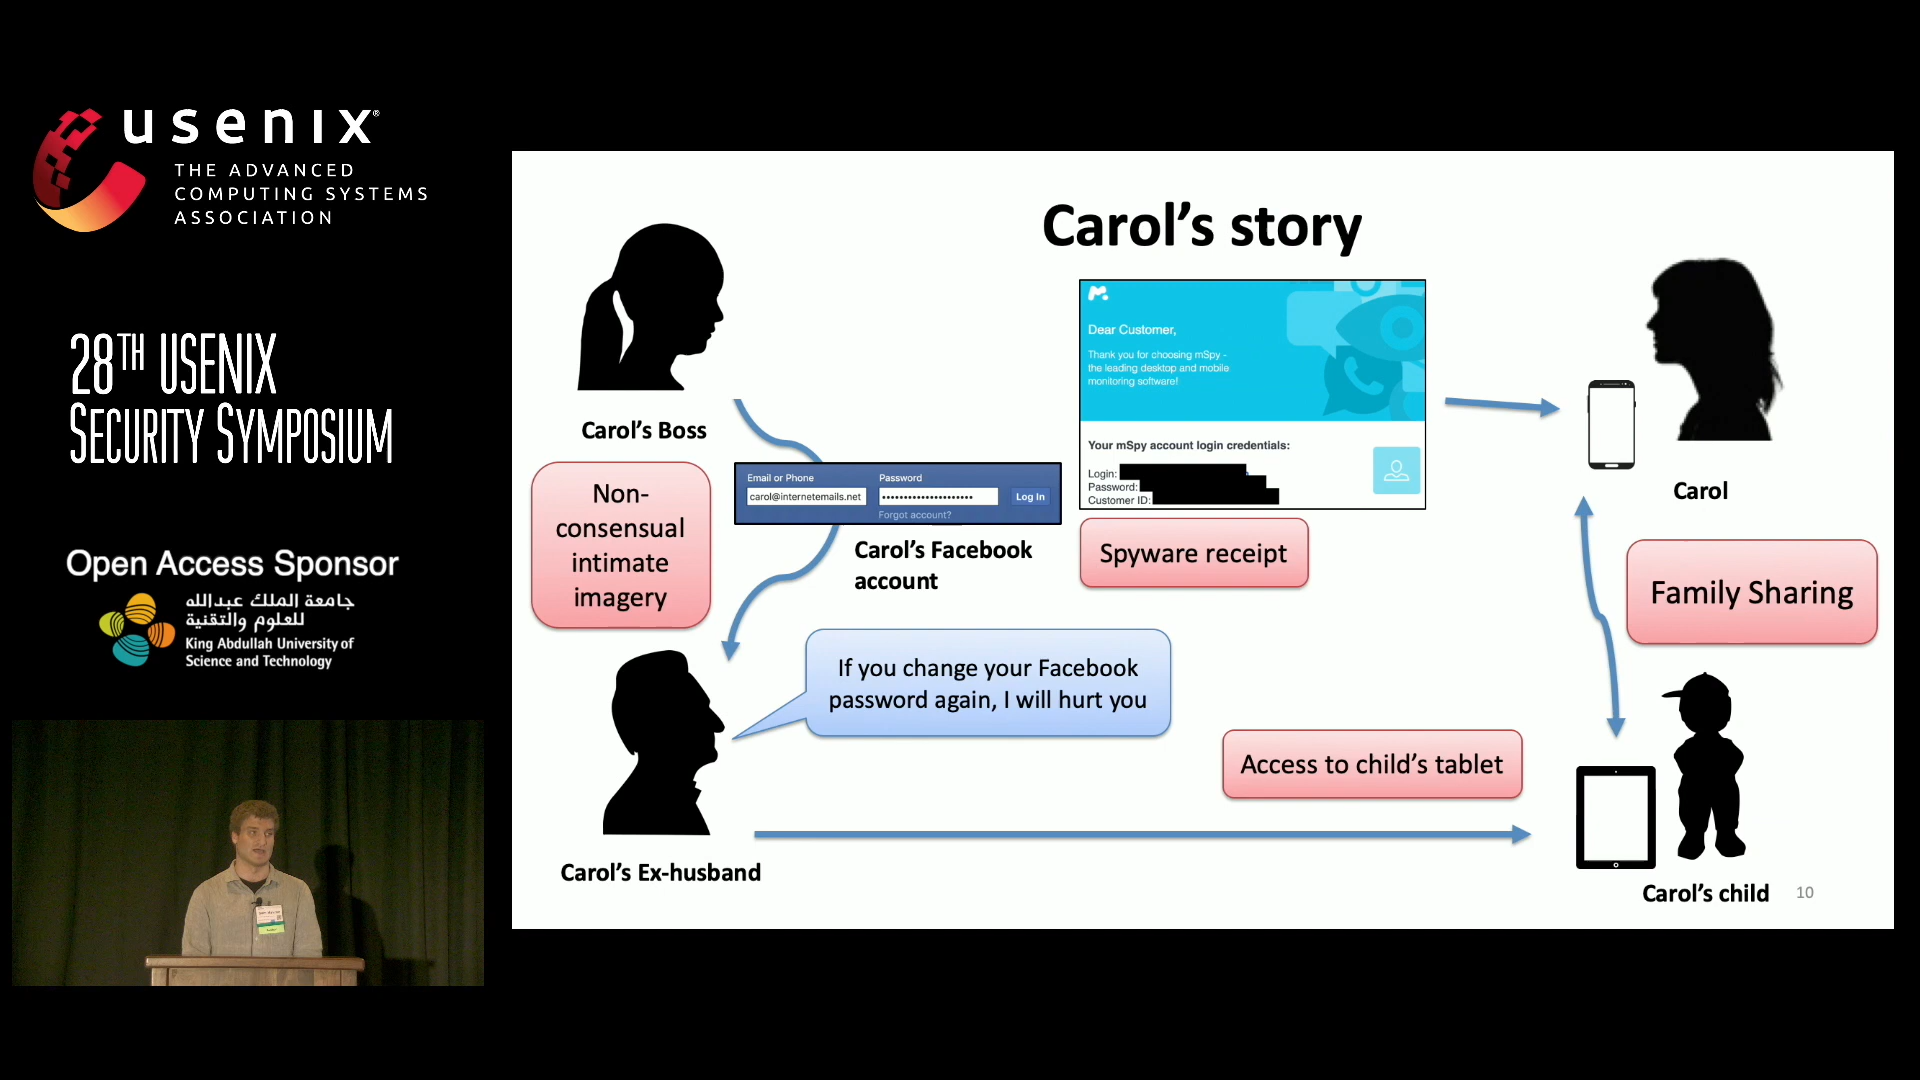 usenix®
THE ADVANCED
COMPUTING SYSTEMS
ASSOCIATION
28TH USENIX
SECURITY SYMPOSIUM
Open Access Sponsor
جامعة الملك عبدالله
للعلوم والتقنية
King Abdullah University of
Science and Technology
Carol's story
Carol's Boss
Non-
consensual
intimate
imagery
Email or Phone
Password
carol@internetemails.net
Log In
Forgot account?
Carol's Facebook
account
Dear Customer,
Thank you for choosing mSpy -
the leading desktop and mobile
monitoring software!
Your mSpy account login credentials:
Login:
Password:
Customer ID:
Spyware receipt
Carol
Family Sharing
If you change your Facebook
password again, I will hurt you
Access to child's tablet
Carol's Ex-husband
Carol's child
10